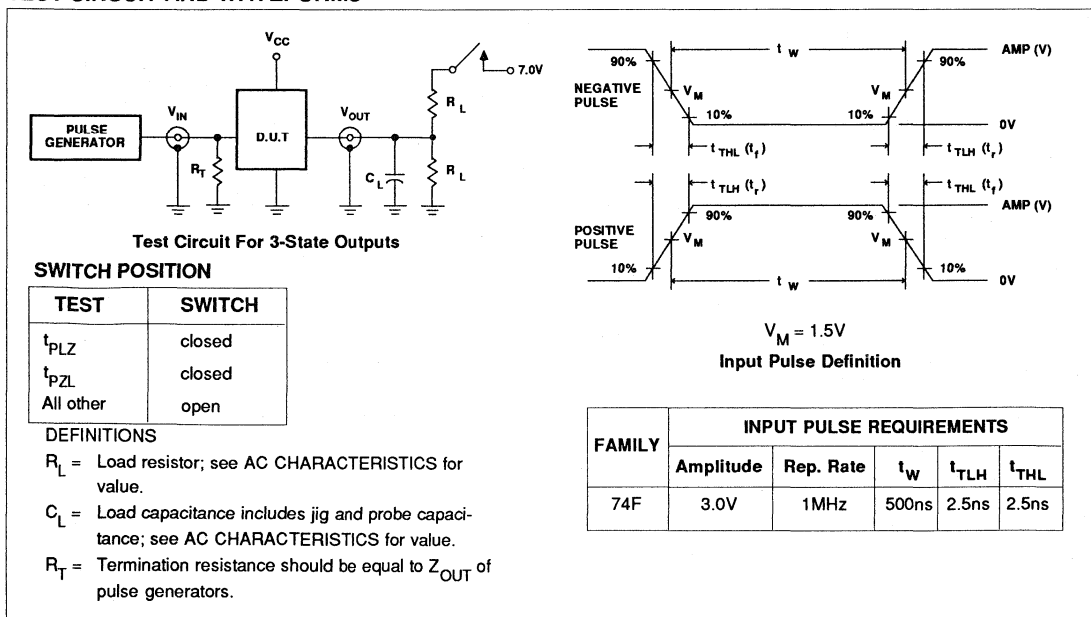 TEST CIRCUIT AND WAVEFORMS
V_CC
7.0V
R_L
V_IN
V_OUT
PULSE
GENERATOR
D.U.T
R_T
C_L
R_L
Test Circuit For 3-State Outputs
SWITCH POSITION
TEST SWITCH
t_PLZ closed
t_PZL closed
All other open
DEFINITIONS
R_L = Load resistor; see AC CHARACTERISTICS for
value.
C_L = Load capacitance includes jig and probe capaci-
tance; see AC CHARACTERISTICS for value.
R_T = Termination resistance should be equal to Z_OUT of
pulse generators.
t_W AMP (V)
90% 90%
NEGATIVE
PULSE
V_M V_M
10% 10%
0V
t_THL (t_f) t_TLH (t_r)
t_TLH (t_r) t_THL (t_f)
AMP (V)
90% 90%
POSITIVE
PULSE
V_M V_M
10% 10%
t_W 0V
V_M = 1.5V
Input Pulse Definition
FAMILY INPUT PULSE REQUIREMENTS
Amplitude Rep. Rate t_W t_TLH t_THL
74F 3.0V 1MHz 500ns 2.5ns 2.5ns